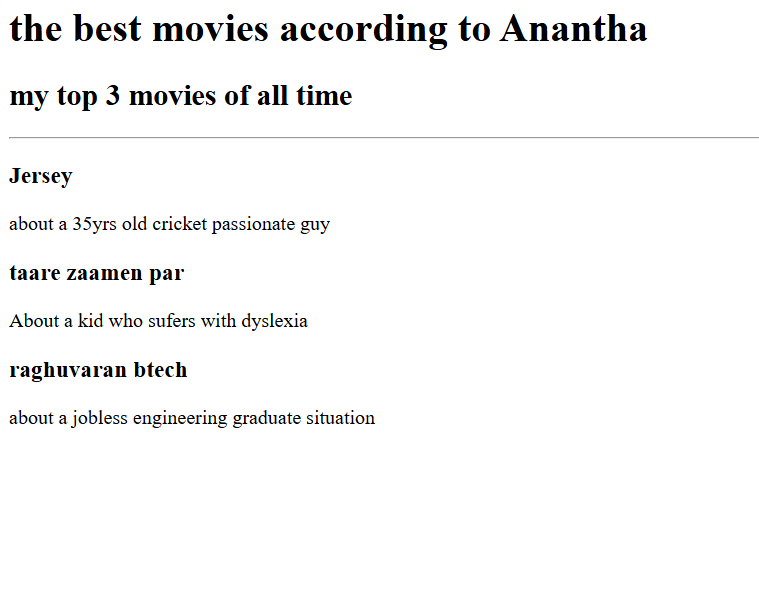 the best movies according to Anantha
my top 3 movies of all time
Jersey
about a 35yrs old cricket passionate guy
taare zaamen par
About a kid who sufers with dyslexia
raghuvaran btech
about a jobless engineering graduate situation